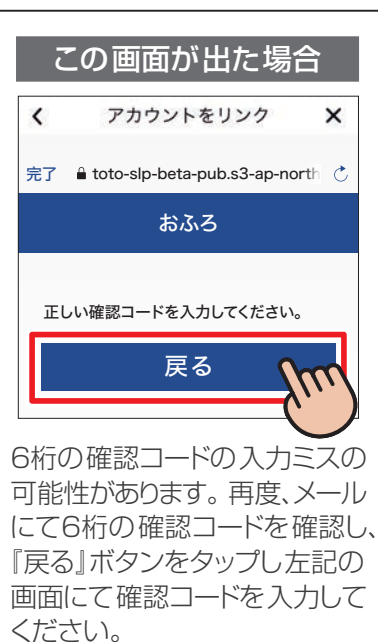 この画面が出た場合
アカウントをリンク
完了 toto-slp-beta-pub.s3-ap-north
おふろ
正しい確認コードを入力してください。
戻る
6桁の確認コードの入力ミスの
可能性があります。再度、メール
にて6桁の確認コードを確認し、
『戻る』ボタンをタップし左記の
画面にて確認コードを入力して
ください。